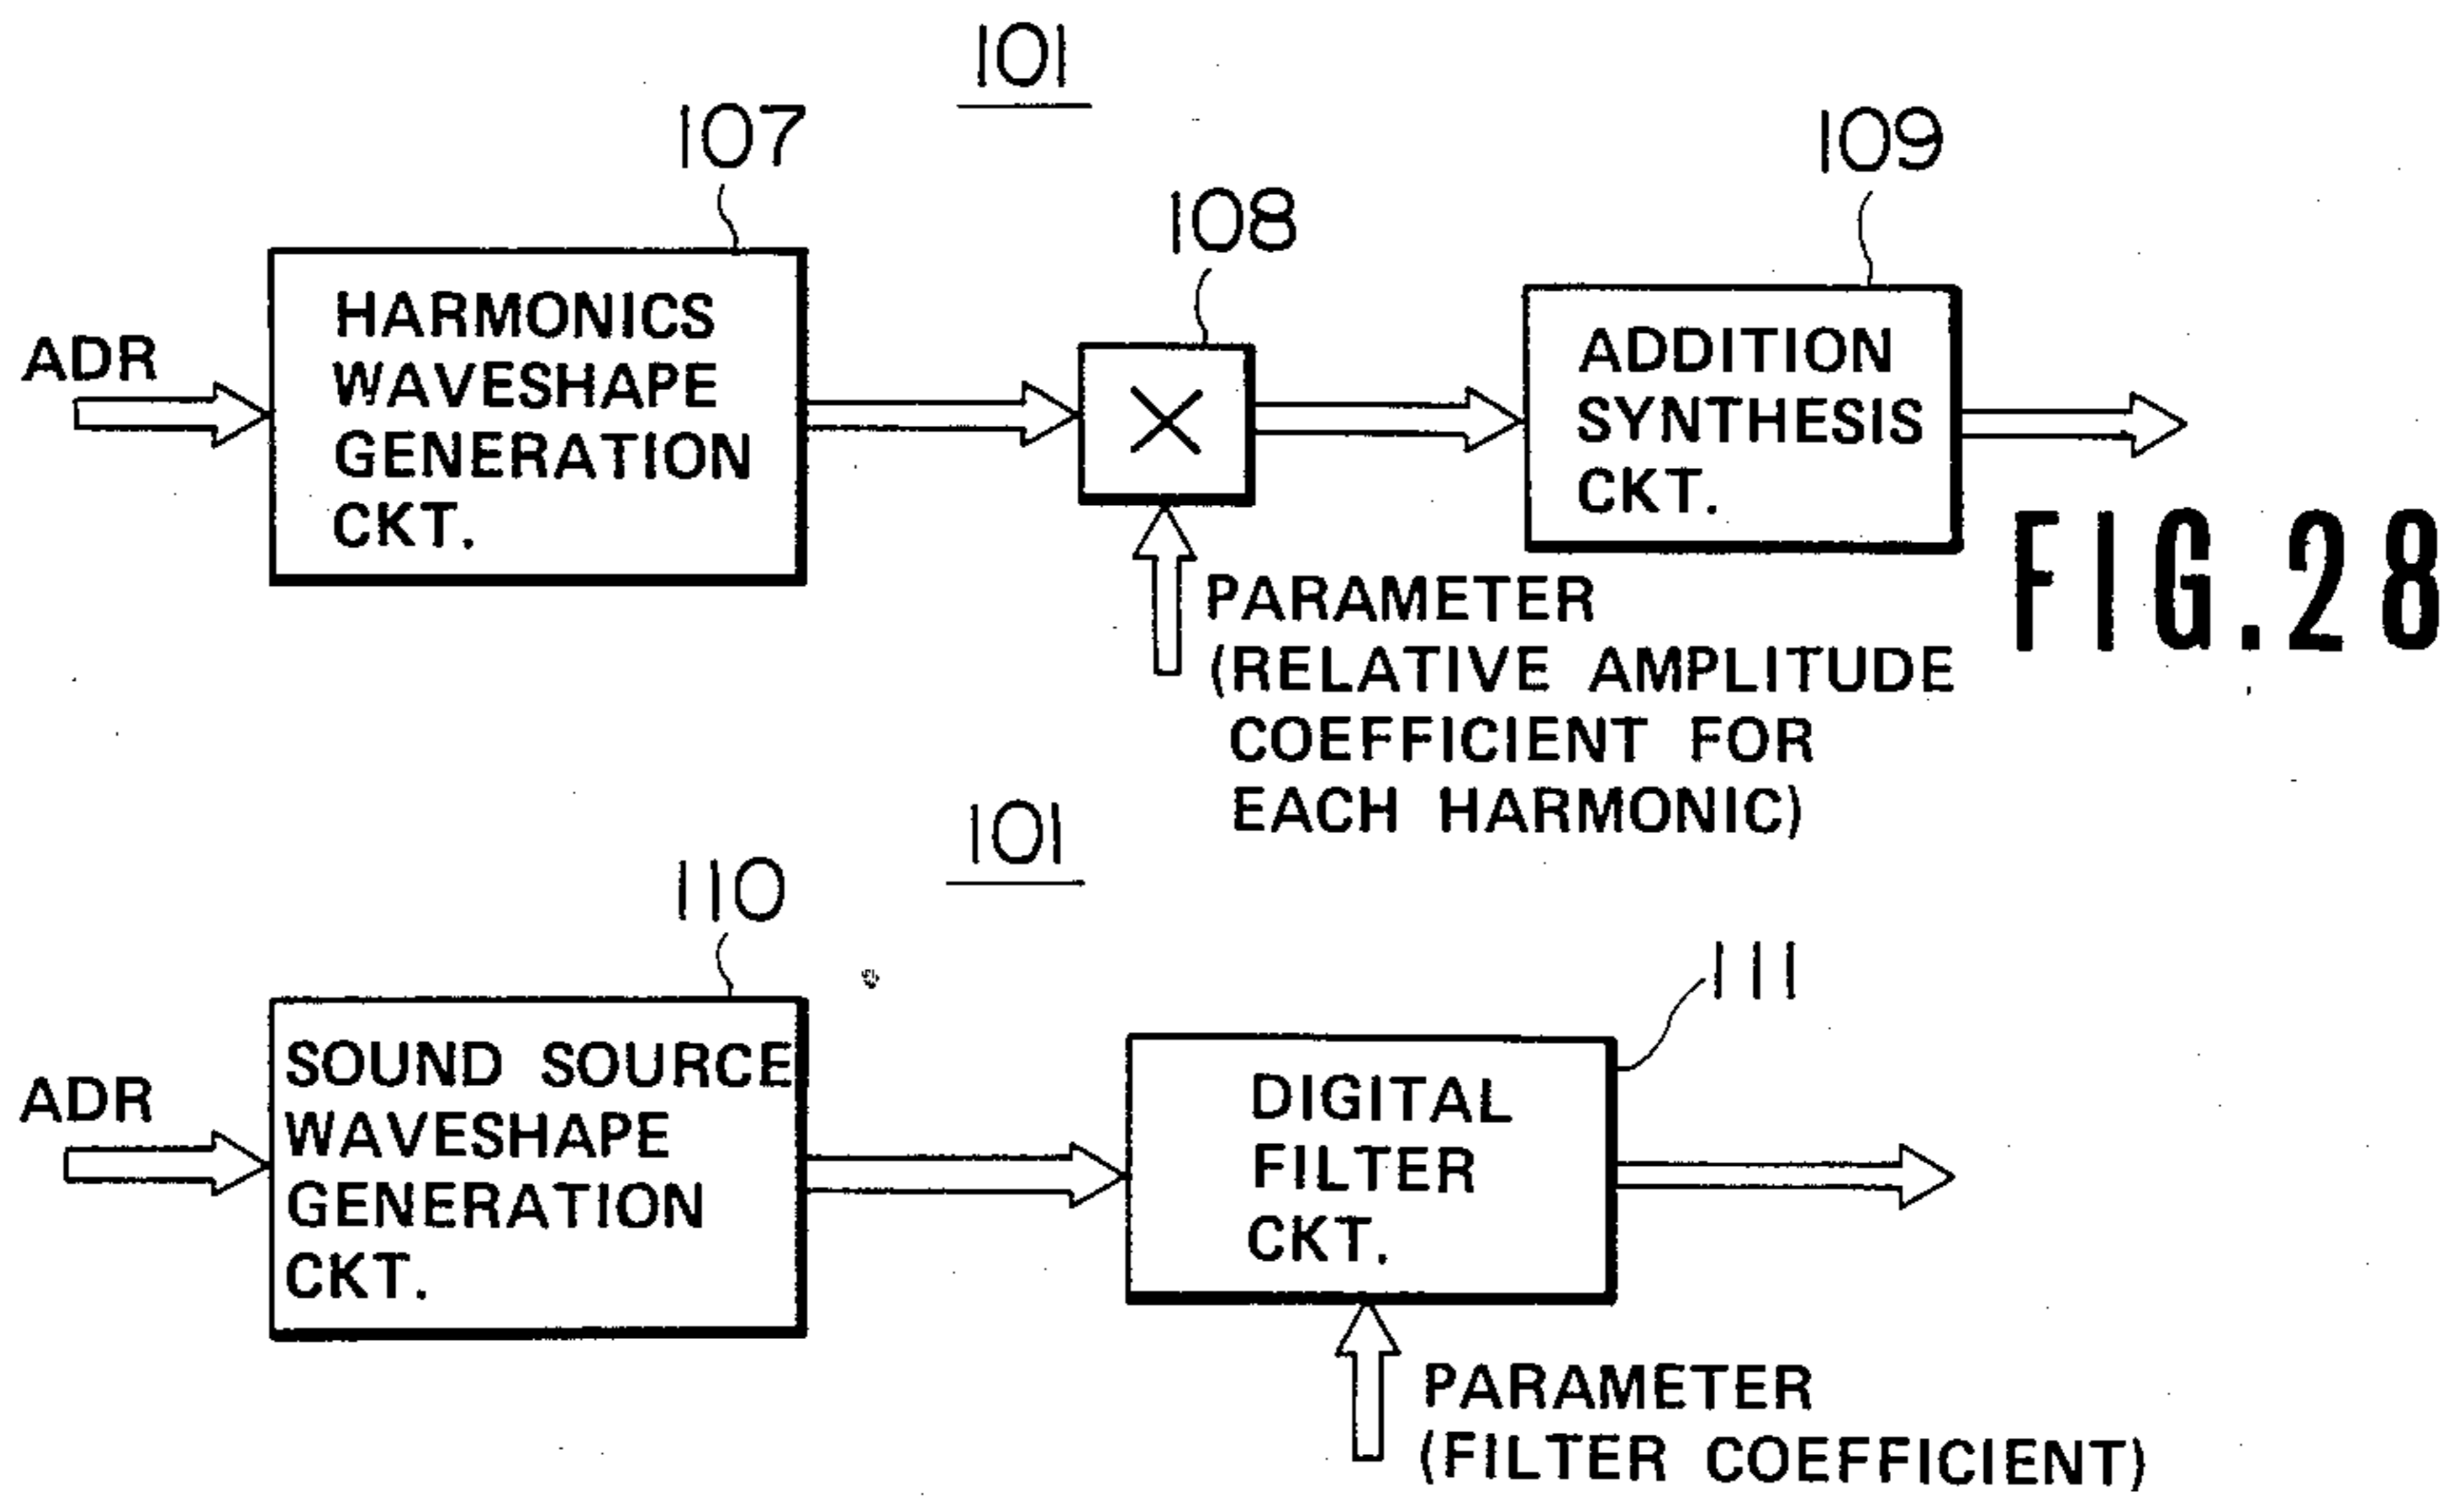 101
107
108
109
ADR
HARMONICS
WAVESHAPE
GENERATION
CKT.
×
ADDITION
SYNTHESIS
CKT.
FIG.28
PARAMETER
(RELATIVE AMPLITUDE
COEFFICIENT FOR
EACH HARMONIC)
101
110
111
ADR
SOUND SOURCE
WAVESHAPE
GENERATION
CKT.
DIGITAL
FILTER
CKT.
PARAMETER
(FILTER COEFFICIENT)